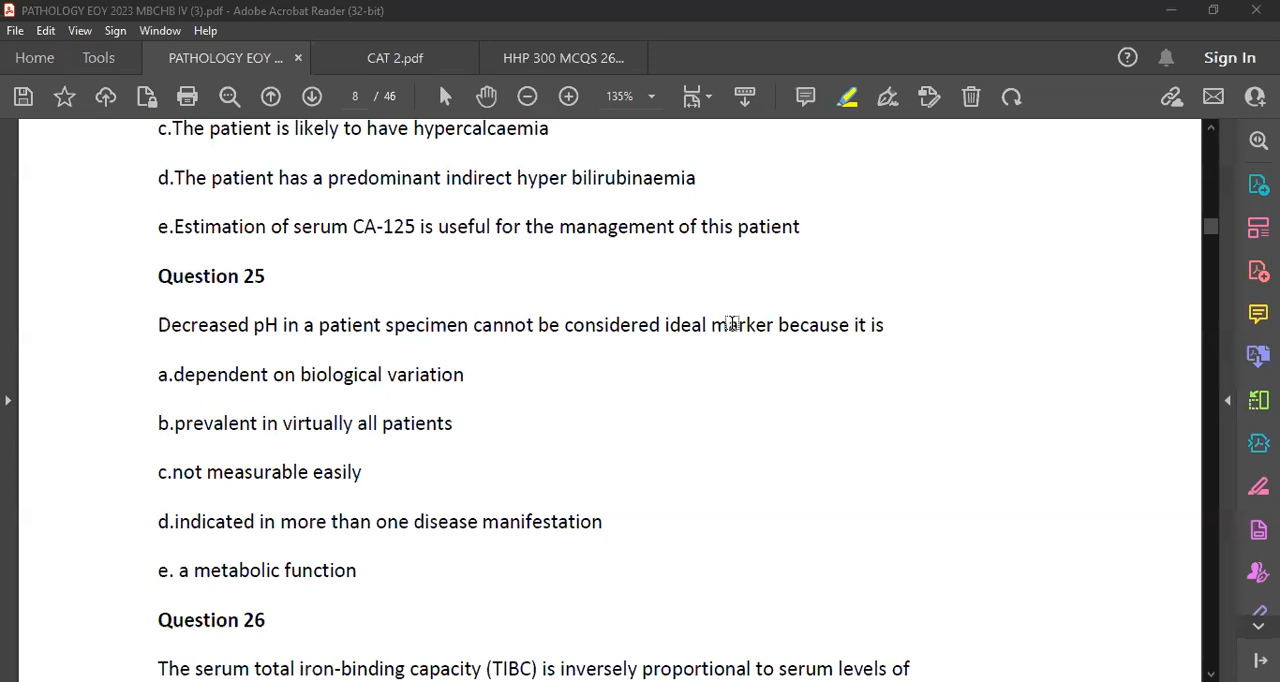 PATHOLOGY EOY 2023 MBCHB IV (3).pdf - Adobe Acrobat Reader (32-bit)
File Edit View Sign Window Help
Home Tools PATHOLOGY EOY ... × CAT 2.pdf HHP 300 MCQS 26... Sign In
8 / 46 135%
c.The patient is likely to have hypercalcaemia
d.The patient has a predominant indirect hyper bilirubinaemia
e.Estimation of serum CA-125 is useful for the management of this patient
Question 25
Decreased pH in a patient specimen cannot be considered ideal marker because it is
a.dependent on biological variation
b.prevalent in virtually all patients
c.not measurable easily
d.indicated in more than one disease manifestation
e. a metabolic function
Question 26
The serum total iron-binding capacity (TIBC) is inversely proportional to serum levels of